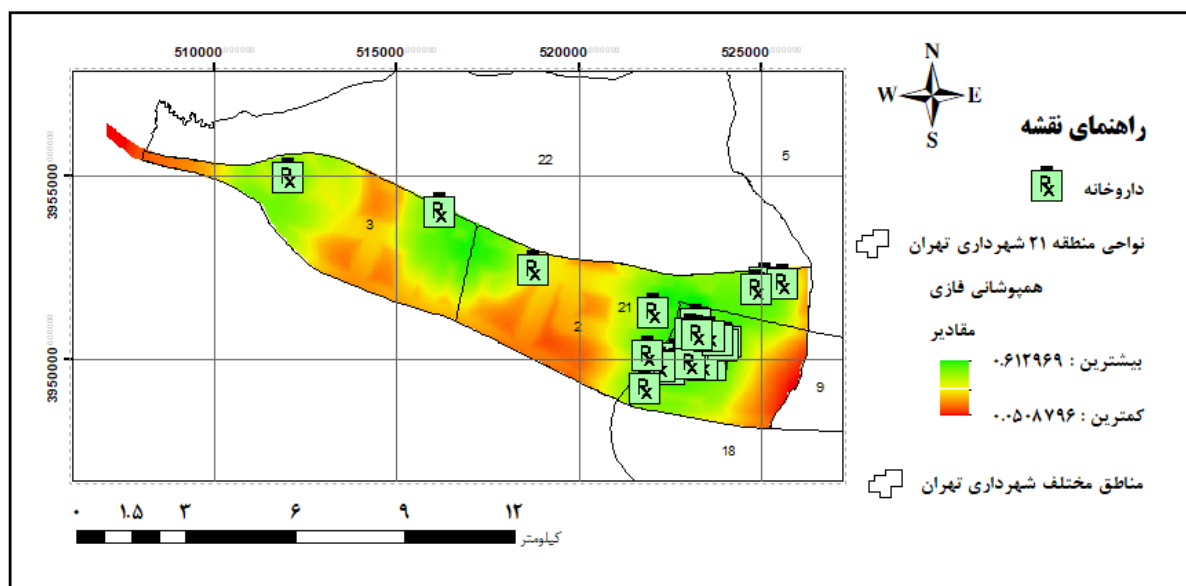 510000 515000 520000 525000
3955000
3950000
22
5
3
21
2
9
18
N
W E
S
راهنمای نقشه
داروخانه
نواحی منطقه ۲۱ شهرداری تهران
همپوشانی فازی
مقادیر
بیشترین : ۰.۶۱۲۹۶۹
کمترین : ۰.۰۵۰۸۷۹۶
مناطق مختلف شهرداری تهران
۰ ۱.۵ ۳ ۶ ۹ ۱۲
کیلومتر